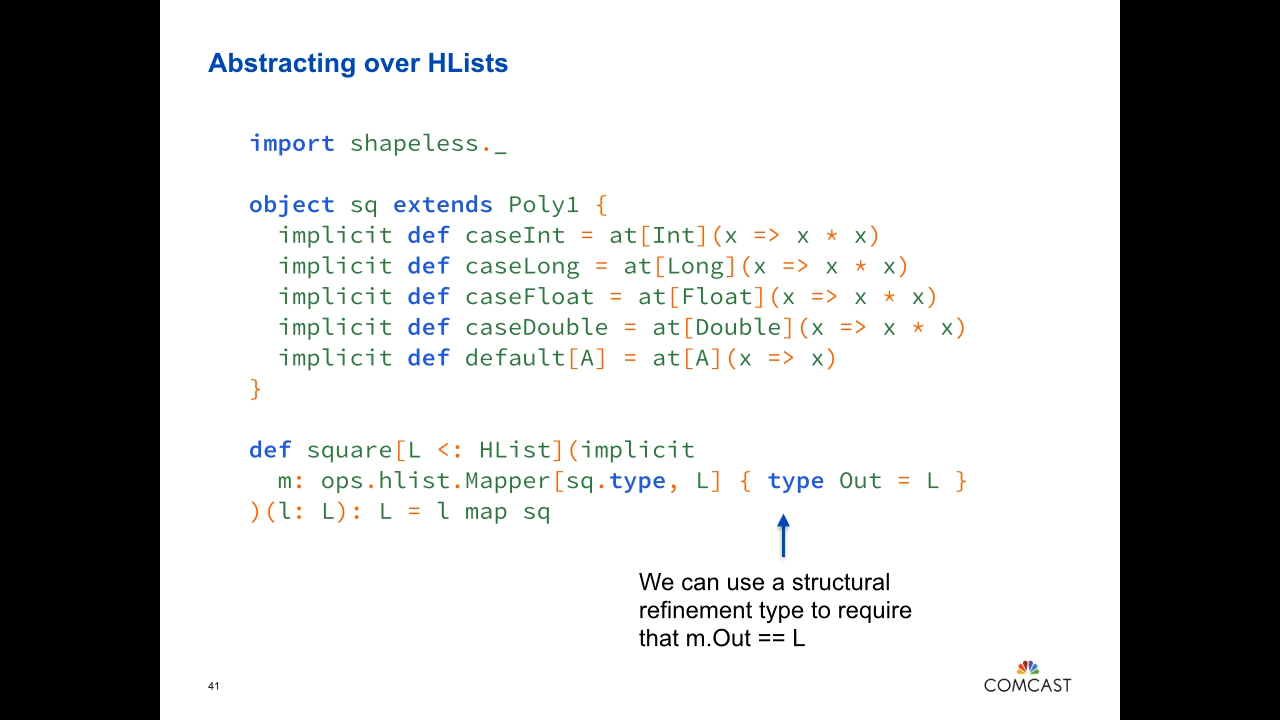 Abstracting over HLists
import shapeless._
object sq extends Poly1 {
  implicit def caseInt = at[Int](x => x * x)
  implicit def caseLong = at[Long](x => x * x)
  implicit def caseFloat = at[Float](x => x * x)
  implicit def caseDouble = at[Double](x => x * x)
  implicit def default[A] = at[A](x => x)
}
def square[L <: HList](implicit
  m: ops.hlist.Mapper[sq.type, L] { type Out = L }
)(l: L): L = l map sq
We can use a structural
refinement type to require
that m.Out == L
41
COMCAST